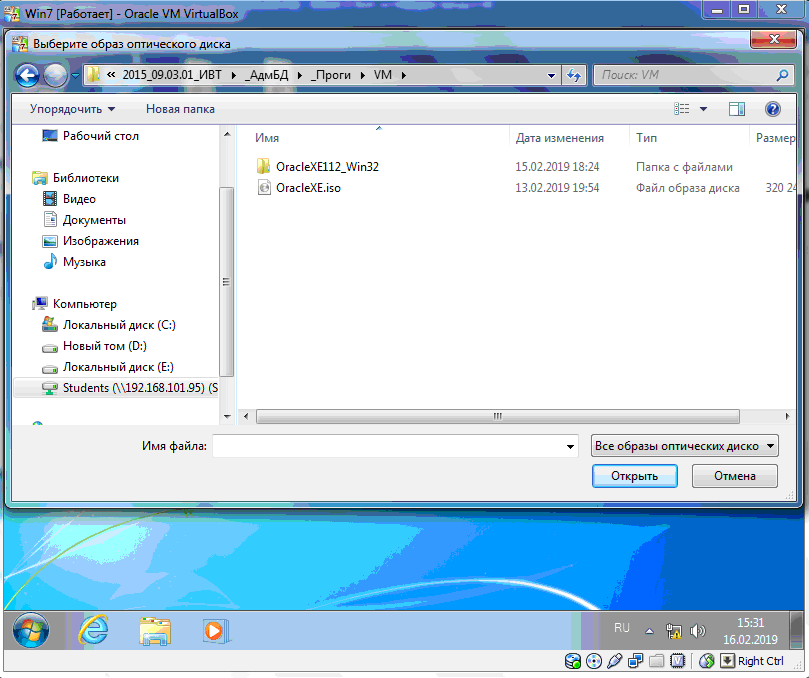 Win7 [Работает] - Oracle VM VirtualBox
Выберите образ оптического диска
« 2015_09.03.01_ИВТ _АдмБД _Проги VM
Поиск: VM
Упорядочить Новая папка
Рабочий стол
Библиотеки
Видео
Документы
Изображения
Музыка
Компьютер
Локальный диск (C:)
Новый том (D:)
Локальный диск (E:)
Students (\\192.168.101.95) (S
Имя Дата изменения Тип Размер
OracleXE112_Win32 15.02.2019 18:24 Папка с файлами
OracleXE.iso 13.02.2019 19:54 Файл образа диска 320 24
Имя файла: Все образы оптических диско
Открыть Отмена
RU 15:31
16.02.2019
Right Ctrl